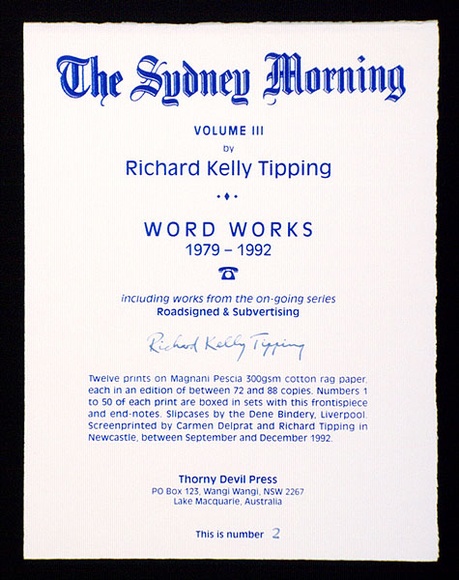 The Sydney Morning
VOLUME III
by
Richard Kelly Tipping
WORD WORKS
1979 – 1992
including works from the on-going series
Roadsigned & Subvertising
Richard Kelly Tipping
Twelve prints on Magnani Pescia 300gsm cotton rag paper,
each in an edition of between 72 and 88 copies. Numbers 1
to 50 of each print are boxed in sets with this frontispiece
and end-notes. Slipcases by the Dene Bindery, Liverpool.
Screenprinted by Carmen Delprat and Richard Tipping in
Newcastle, between September and December 1992.
Thorny Devil Press
PO Box 123, Wangi Wangi, NSW 2267
Lake Macquarie, Australia
This is number 2